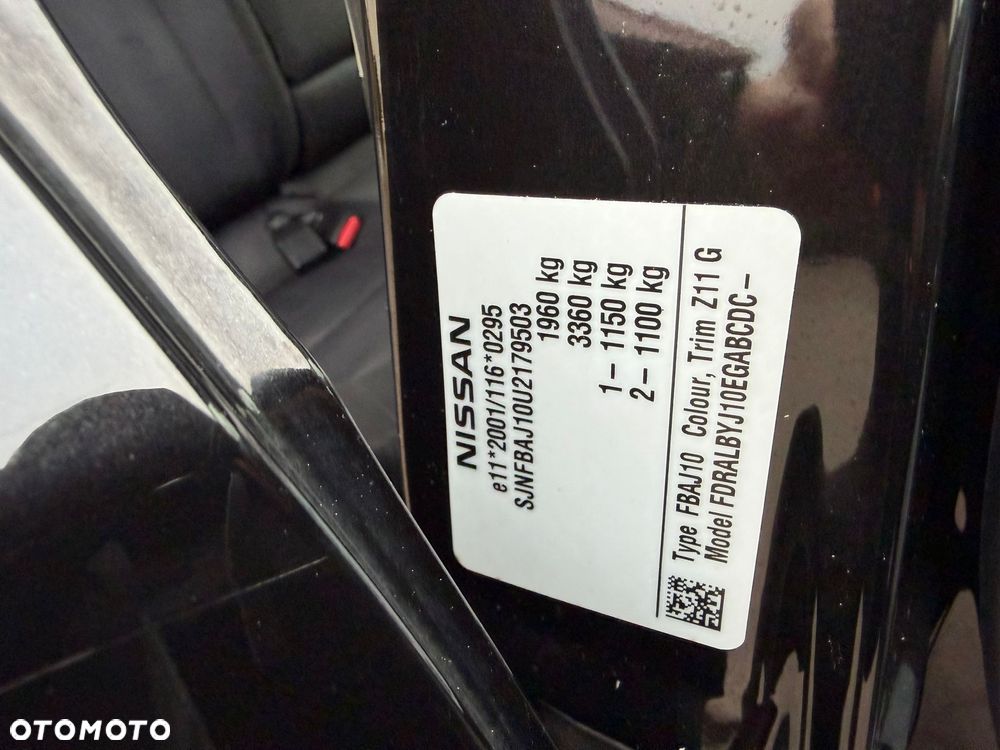 NISSAN
e11*2001/116*0295
SJNFBAJ10U2179503
1960 kg
3360 kg
1– 1150 kg
2– 1100 kg
Type FBAJ10 Colour, Trim Z11 G
Model FDRALBYJ10EGABCDC–
OTOMOTO